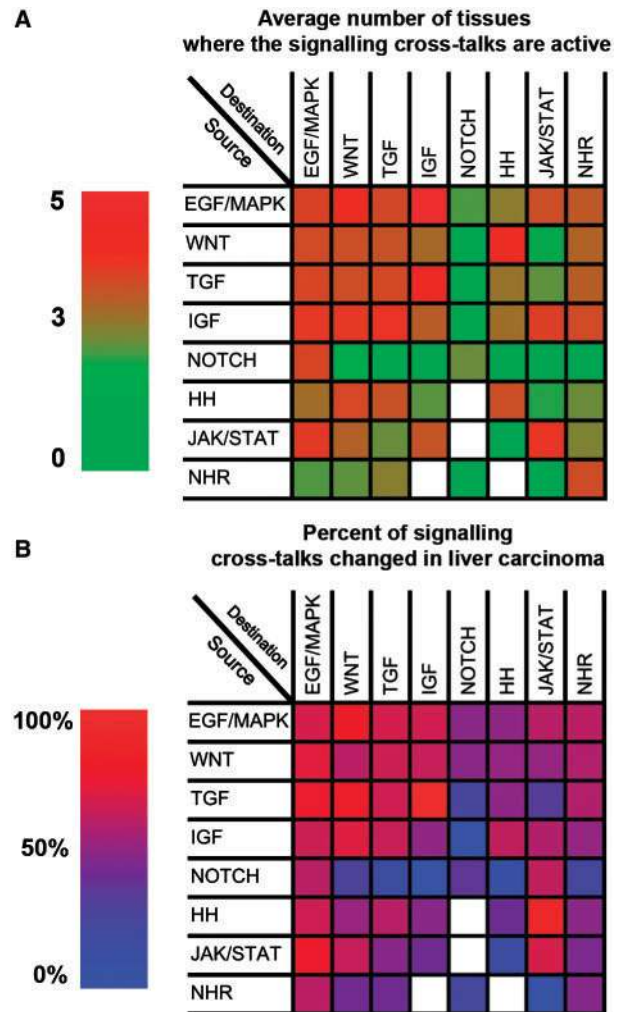 A
Average number of tissues
where the signalling cross-talks are active
Destination
Source
EGF/MAPK
WNT
TGF
IGF
NOTCH
HH
JAK/STAT
NHR
5
3
0
EGF/MAPK
WNT
TGF
IGF
NOTCH
HH
JAK/STAT
NHR
B
Percent of signalling
cross-talks changed in liver carcinoma
Destination
Source
EGF/MAPK
WNT
TGF
IGF
NOTCH
HH
JAK/STAT
NHR
100%
50%
0%
EGF/MAPK
WNT
TGF
IGF
NOTCH
HH
JAK/STAT
NHR